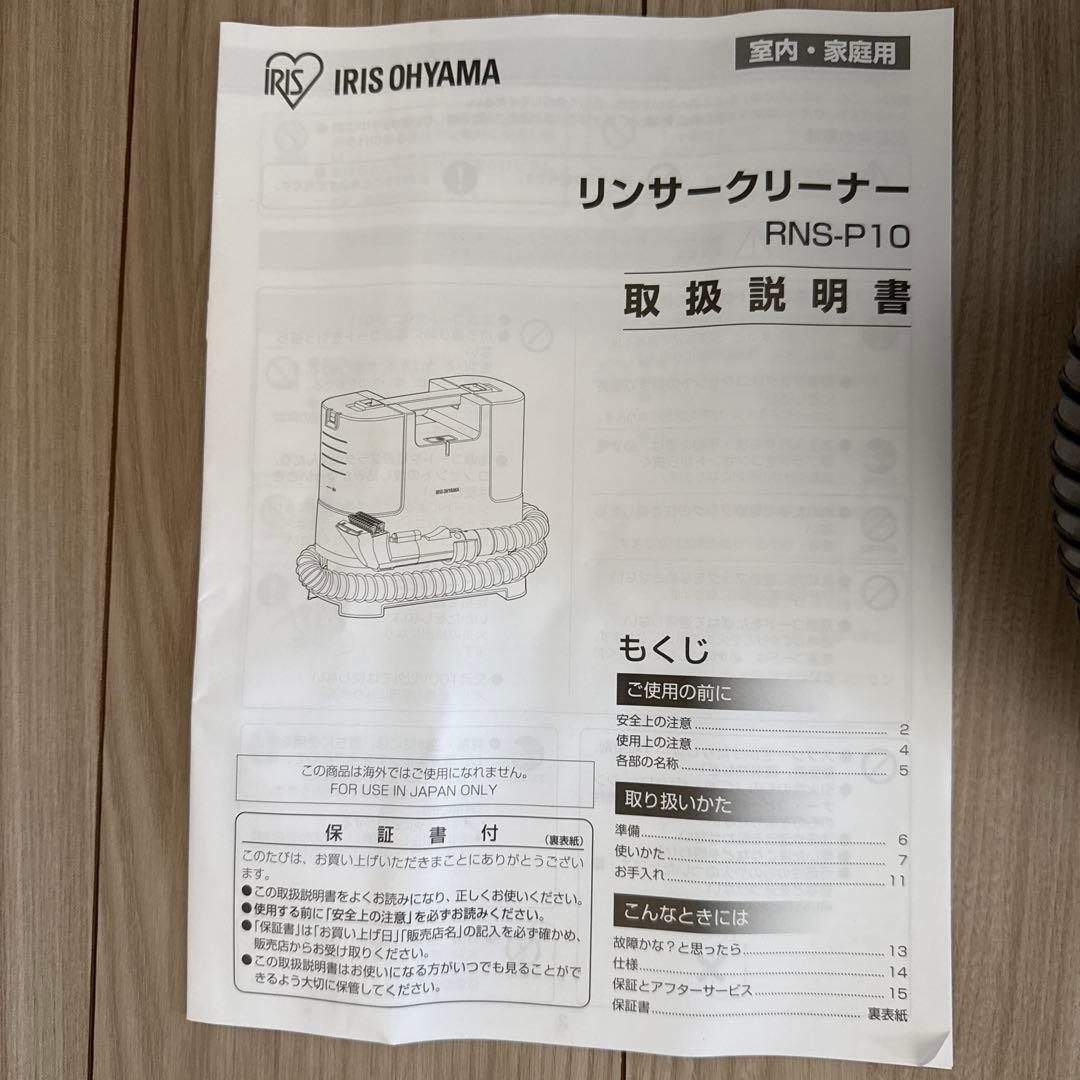 IRIS IRIS OHYAMA
室内・家庭用
リンサークリーナー
RNS-P10
取扱説明書
IRIS OHYAMA
もくじ
ご使用の前に
安全上の注意 2
使用上の注意 4
各部の名称 5
取り扱いかた
準備 6
使いかた 7
お手入れ 11
こんなときには
故障かな？と思ったら 13
仕様 14
保証とアフターサービス 15
保証書 裏表紙
この商品は海外ではご使用になれません。
FOR USE IN JAPAN ONLY
保証書付 (裏表紙)
このたびは、お買い上げいただきまことにありがとうござい
ます。
●この取扱説明書をよくお読みになり、正しくお使いください。
●使用する前に「安全上の注意」を必ずお読みください。
●「保証書」は「お買い上げ日」「販売店名」の記入を必ず確かめ、
販売店からお受け取りください。
●この取扱説明書はお使いになる方がいつでも見ることがで
きるよう大切に保管してください。